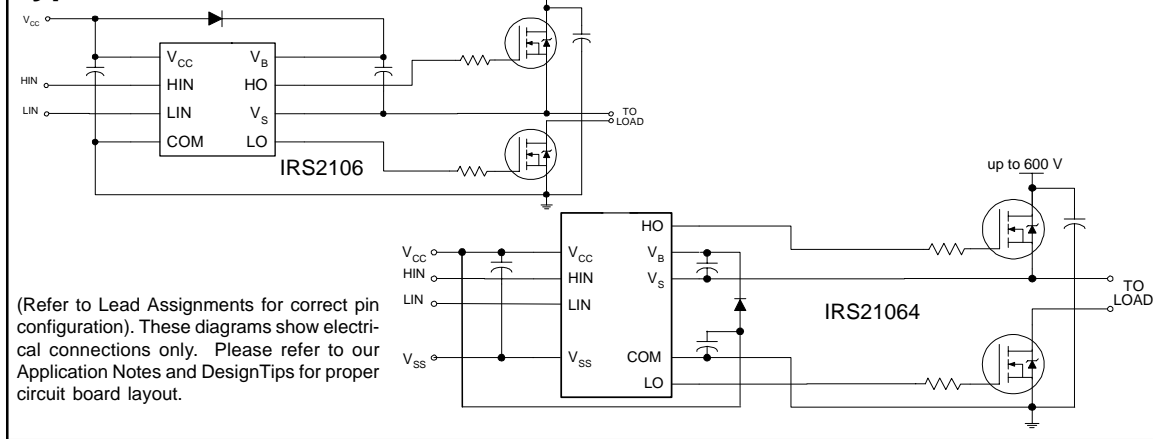 V_CC
V_CC V_B
HIN HIN HO
LIN LIN V_S
COM LO
TO
LOAD
IRS2106
up to 600 V
HO
V_CC V_CC V_B
HIN HIN V_S
LIN LIN
TO
LOAD
IRS21064
V_SS V_SS COM
LO
(Refer to Lead Assignments for correct pin
configuration). These diagrams show electri-
cal connections only. Please refer to our
Application Notes and DesignTips for proper
circuit board layout.